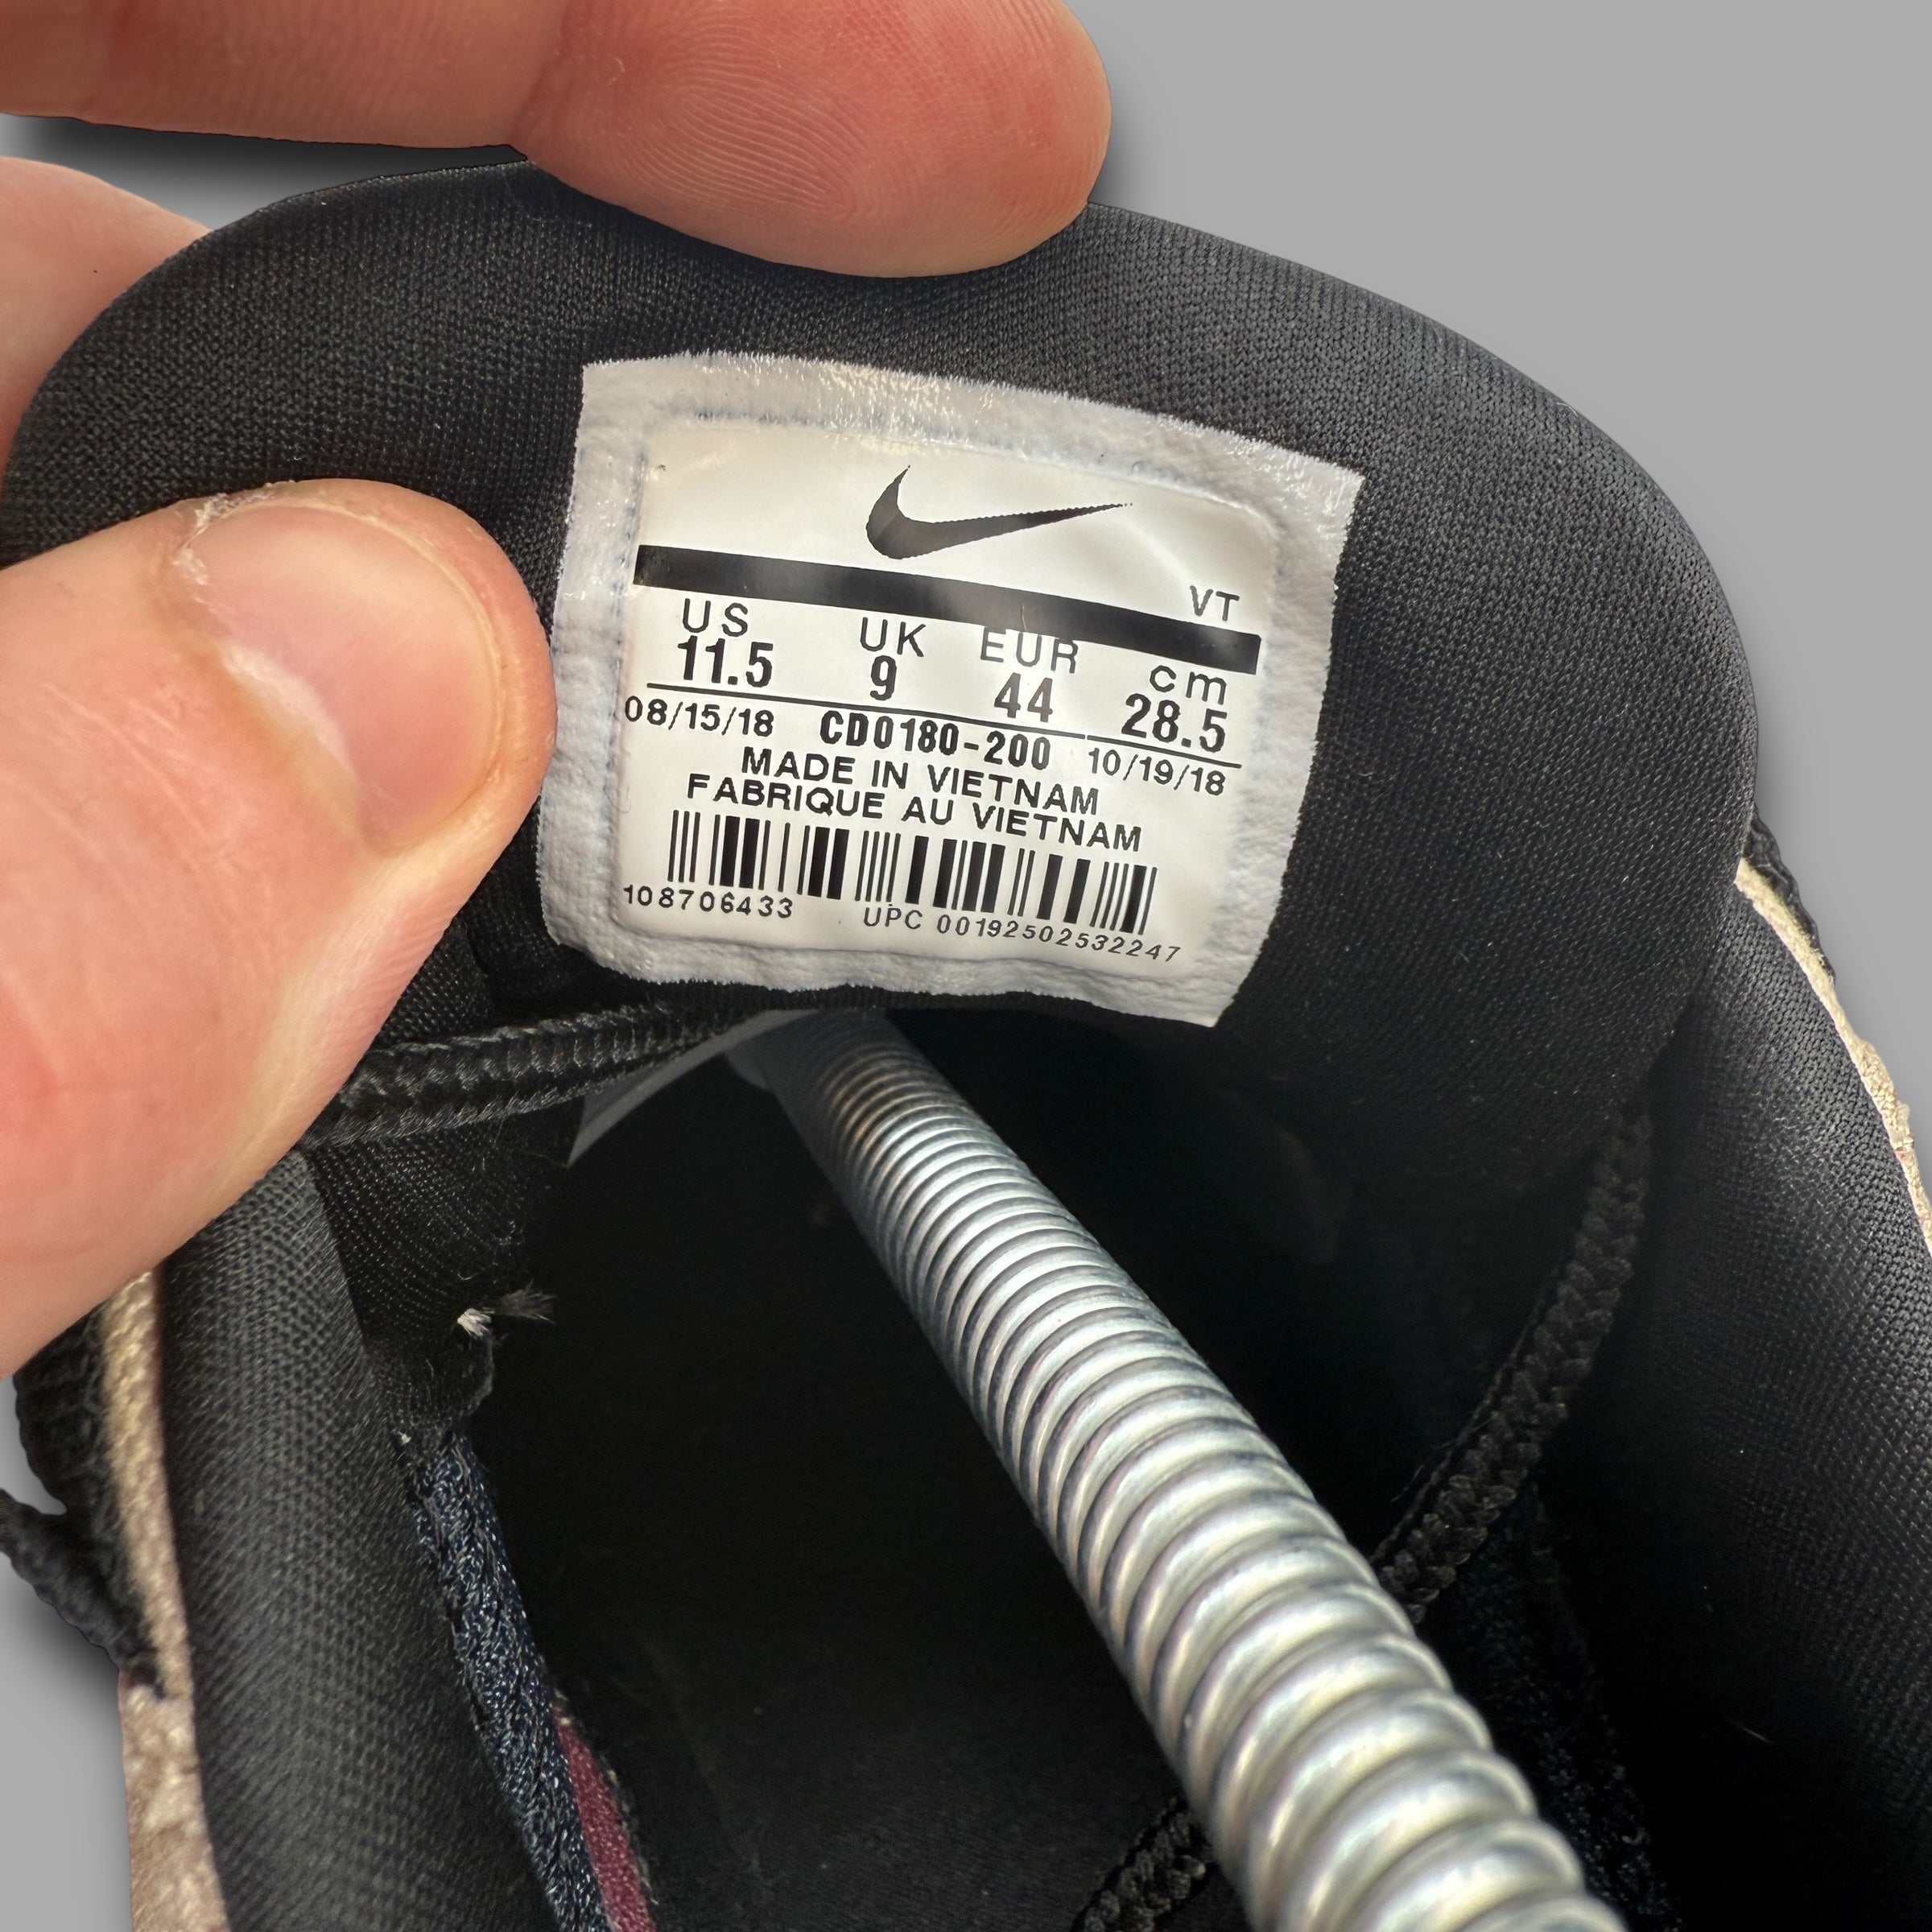 VT
US UK EUR cm
11.5 9 44 28.5
08/15/18 CD0180-200 10/19/18
MADE IN VIETNAM
FABRIQUE AU VIETNAM
108706433 UPC 00192502532247